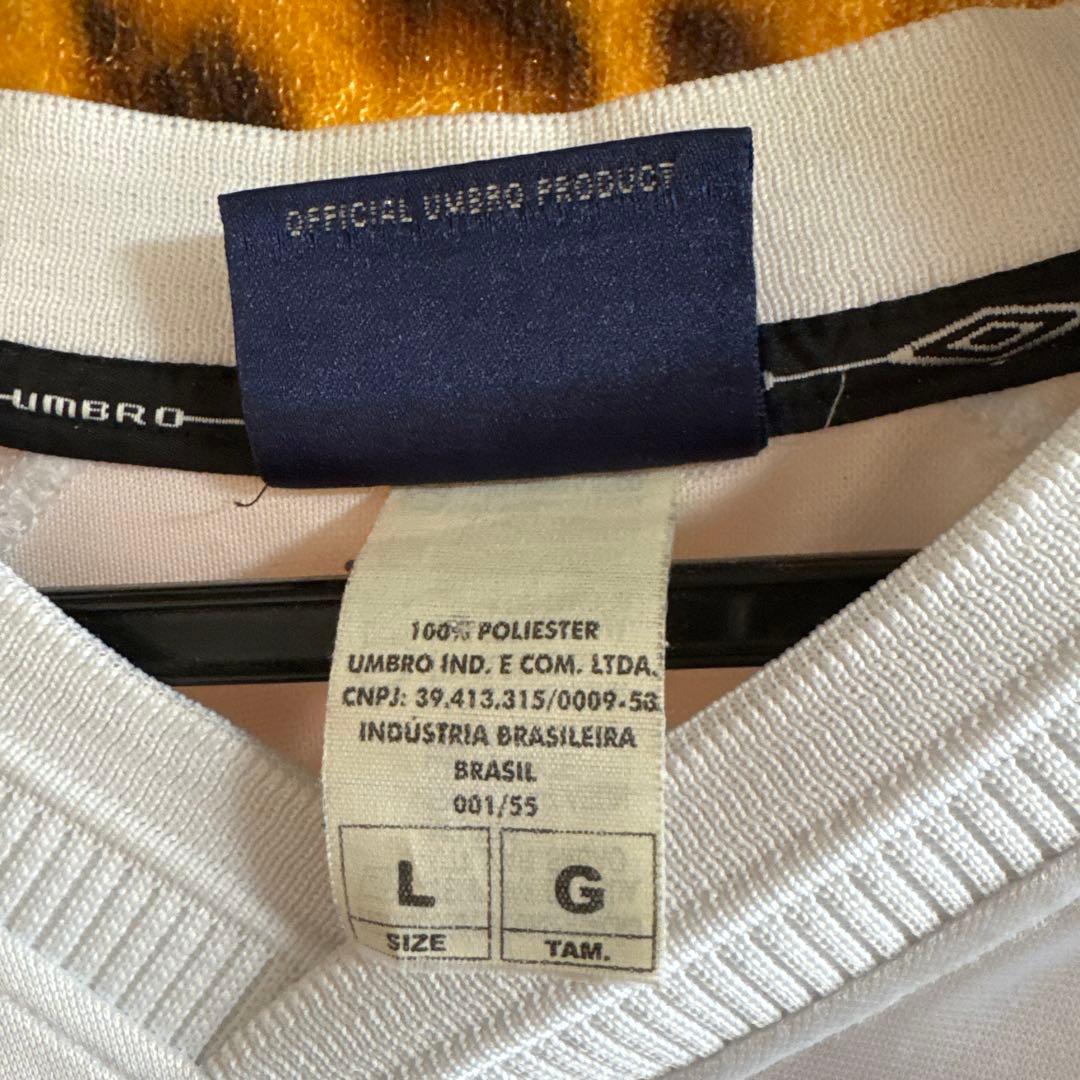 OFFICIAL UMBRO PRODUCT
UMBRO
100% POLIESTER
UMBRO IND. E COM. LTDA.
CNPJ: 39.413.315/0009-53
INDÚSTRIA BRASILEIRA
BRASIL
001/55
L G
SIZE TAM.